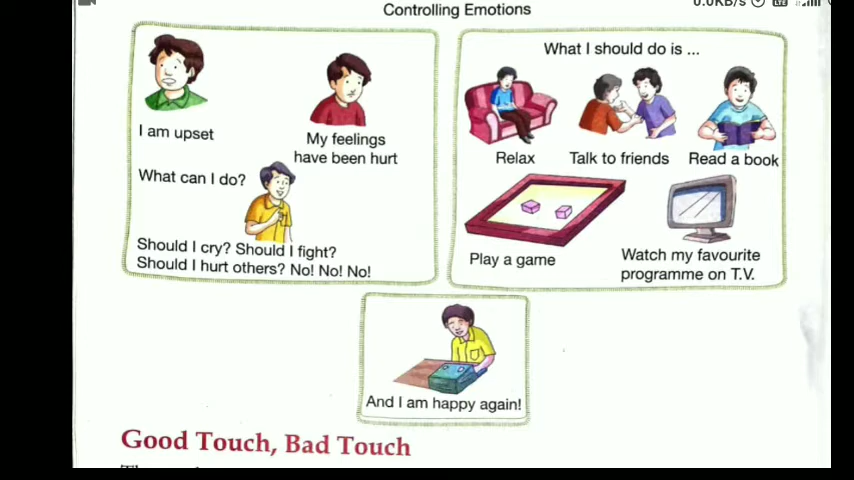 0.0KB/s
Controlling Emotions
I am upset
My feelings
have been hurt
What can I do?
Should I cry? Should I fight?
Should I hurt others? No! No! No!
What I should do is ...
Relax
Talk to friends
Read a book
Play a game
Watch my favourite
programme on T.V.
And I am happy again!
Good Touch, Bad Touch